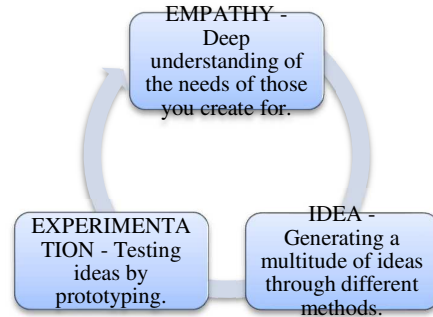 EMPATHY -
Deep
understanding of
the needs of those
you create for.
IDEA -
Generating a
multitude of ideas
through different
methods.
EXPERIMENTA
TION - Testing
ideas by
prototyping.